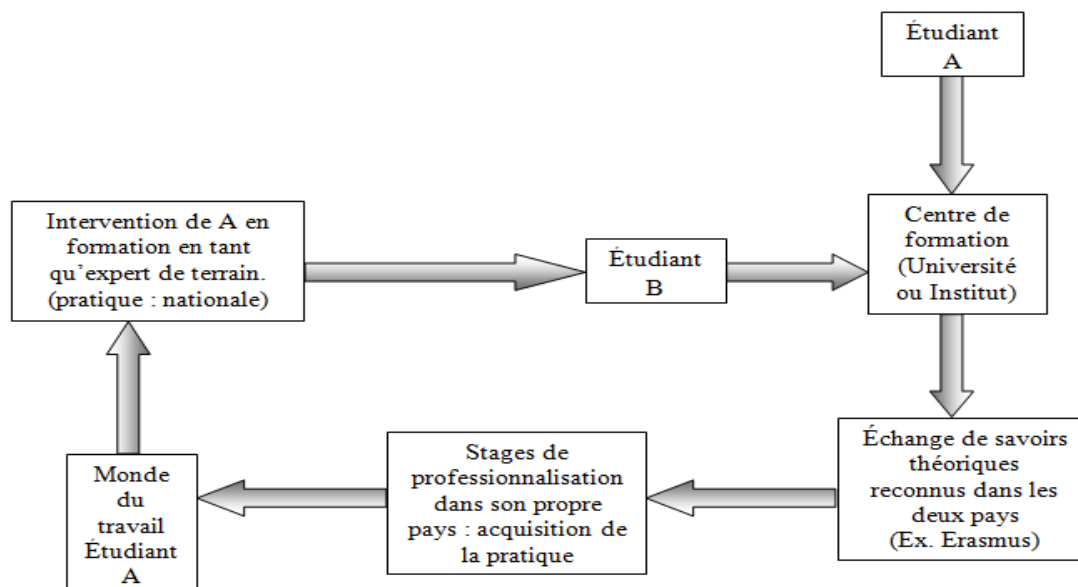 Étudiant
A
Intervention de A en
formation en tant
qu'expert de terrain.
(pratique : nationale)
Étudiant
B
Centre de
formation
(Université
ou Institut)
Monde
du
travail
Étudiant
A
Stages de
professionnalisation
dans son propre
pays : acquisition de
la pratique
Échange de savoirs
théoriques
reconnus dans les
deux pays
(Ex. Erasmus)